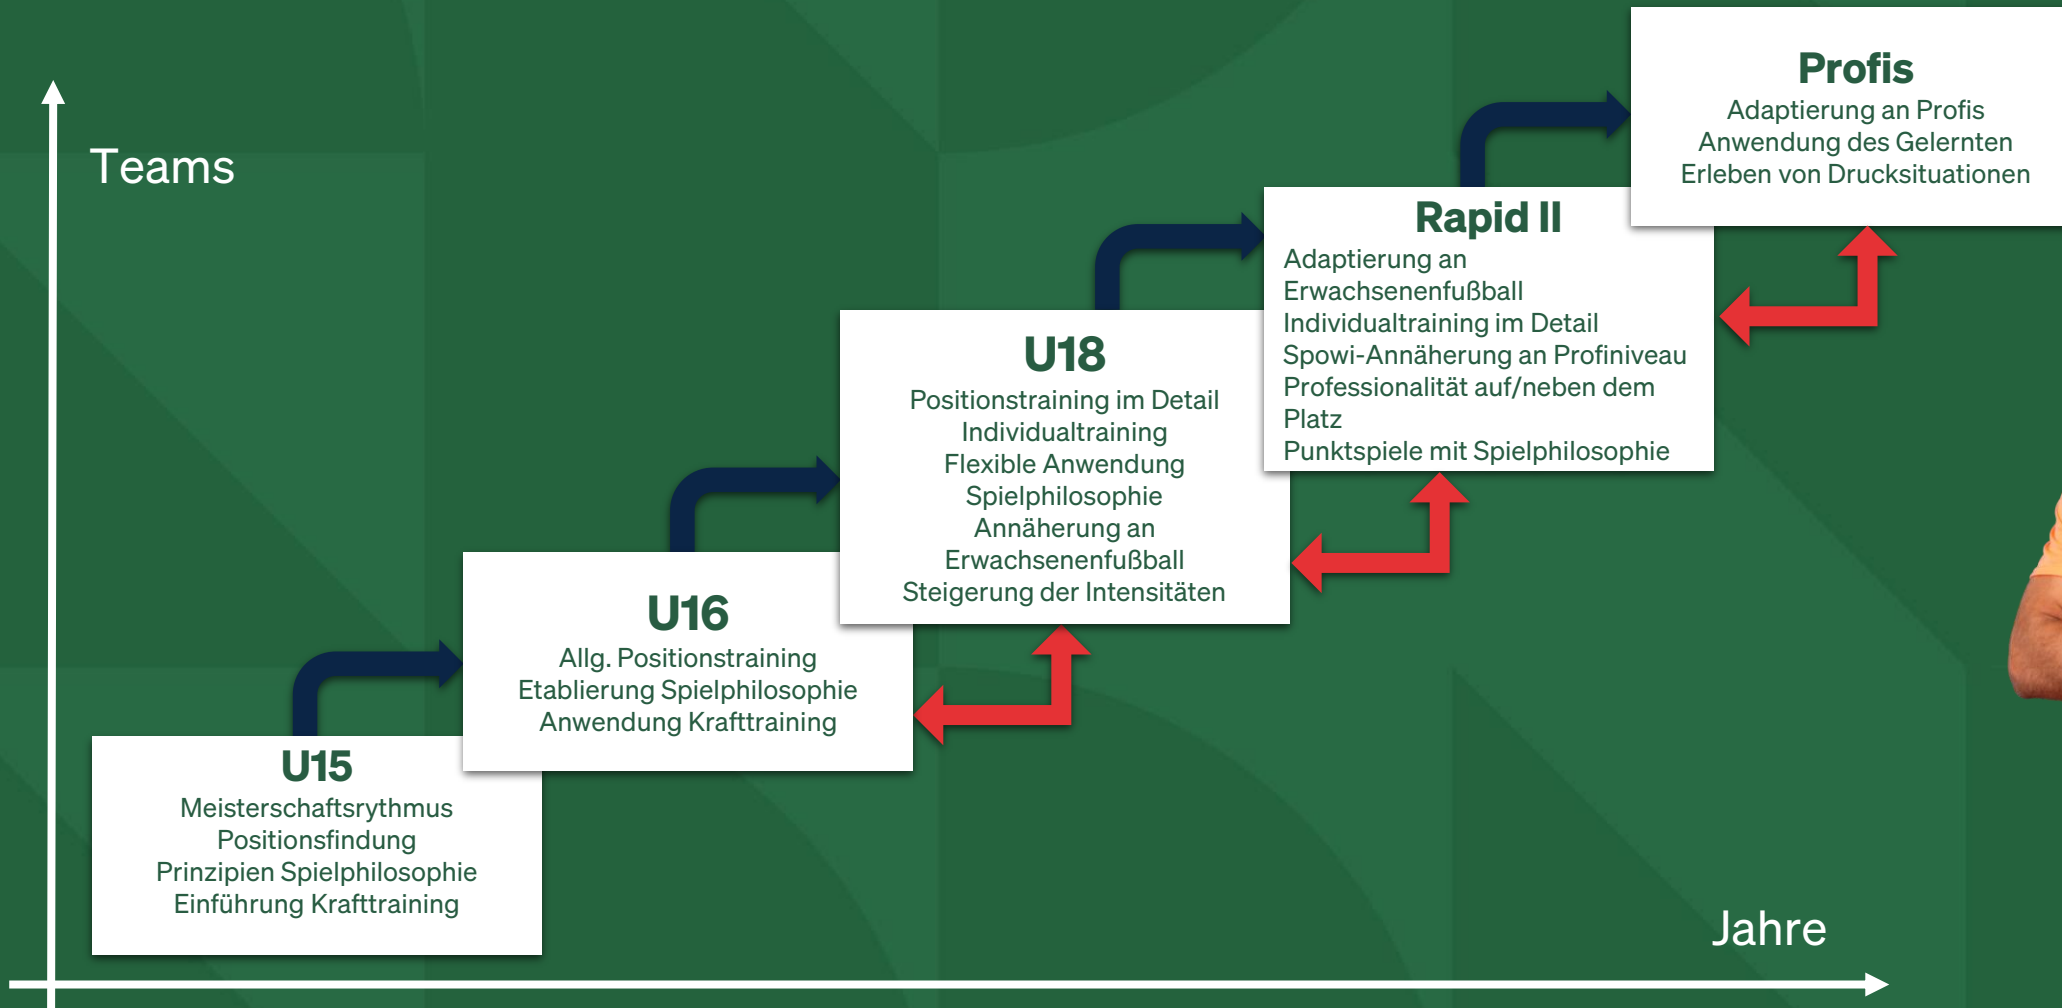 Teams
Profis
Adaptierung an Profis
Anwendung des Gelernten
Erleben von Drucksituationen
Rapid II
Adaptierung an
Erwachsenenfußball
Individualtraining im Detail
Spowi-Annäherung an Profiniveau
Professionalität auf/neben dem
Platz
Punktspiele mit Spielphilosophie
U18
Positionstraining im Detail
Individualtraining
Flexible Anwendung
Spielphilosophie
Annäherung an
Erwachsenenfußball
Steigerung der Intensitäten
U16
Allg. Positionstraining
Etablierung Spielphilosophie
Anwendung Krafttraining
U15
Meisterschaftsrythmus
Positionsfindung
Prinzipien Spielphilosophie
Einführung Krafttraining
Jahre